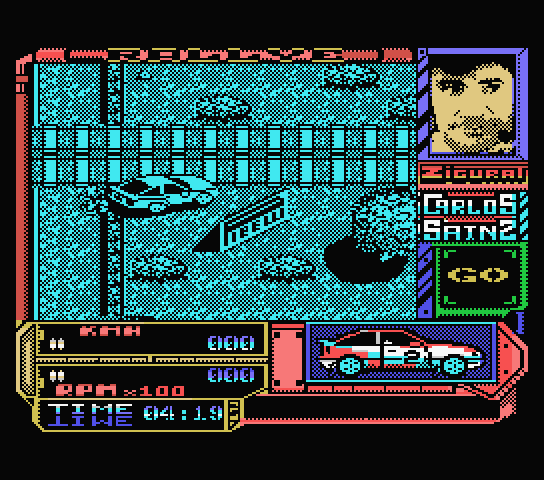 ZIGURAT
CARLOS
SAINZ
GO
KMH
000
000
RPM x100
TIME 04:19